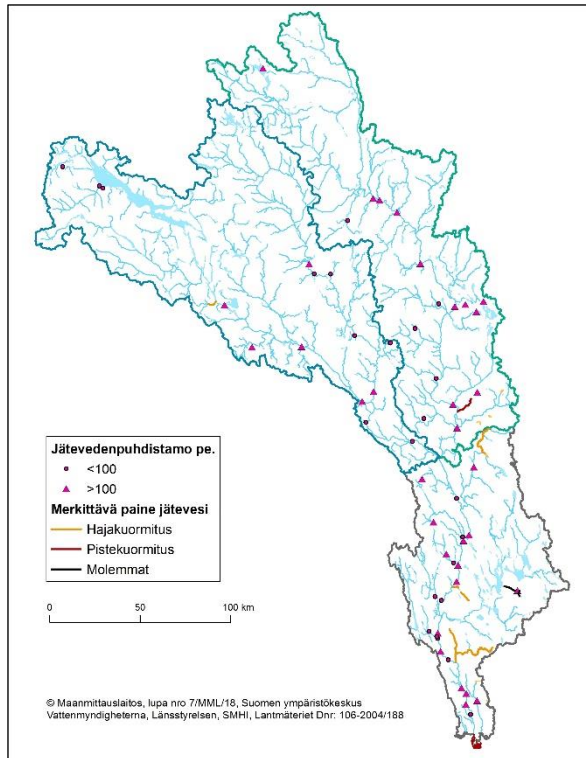 Jätevedenpuhdistamo pe.
<100
>100
Merkittävä paine jätevesi
Hajakuormitus
Pistekuormitus
Molemmat
0 50 100 km
© Maanmittauslaitos, lupa nro 7/MML/18, Suomen ympäristökeskus
Vattenmyndigheterna, Länsstyrelsen, SMHI, Lantmäteriet Dnr: 106-2004/188